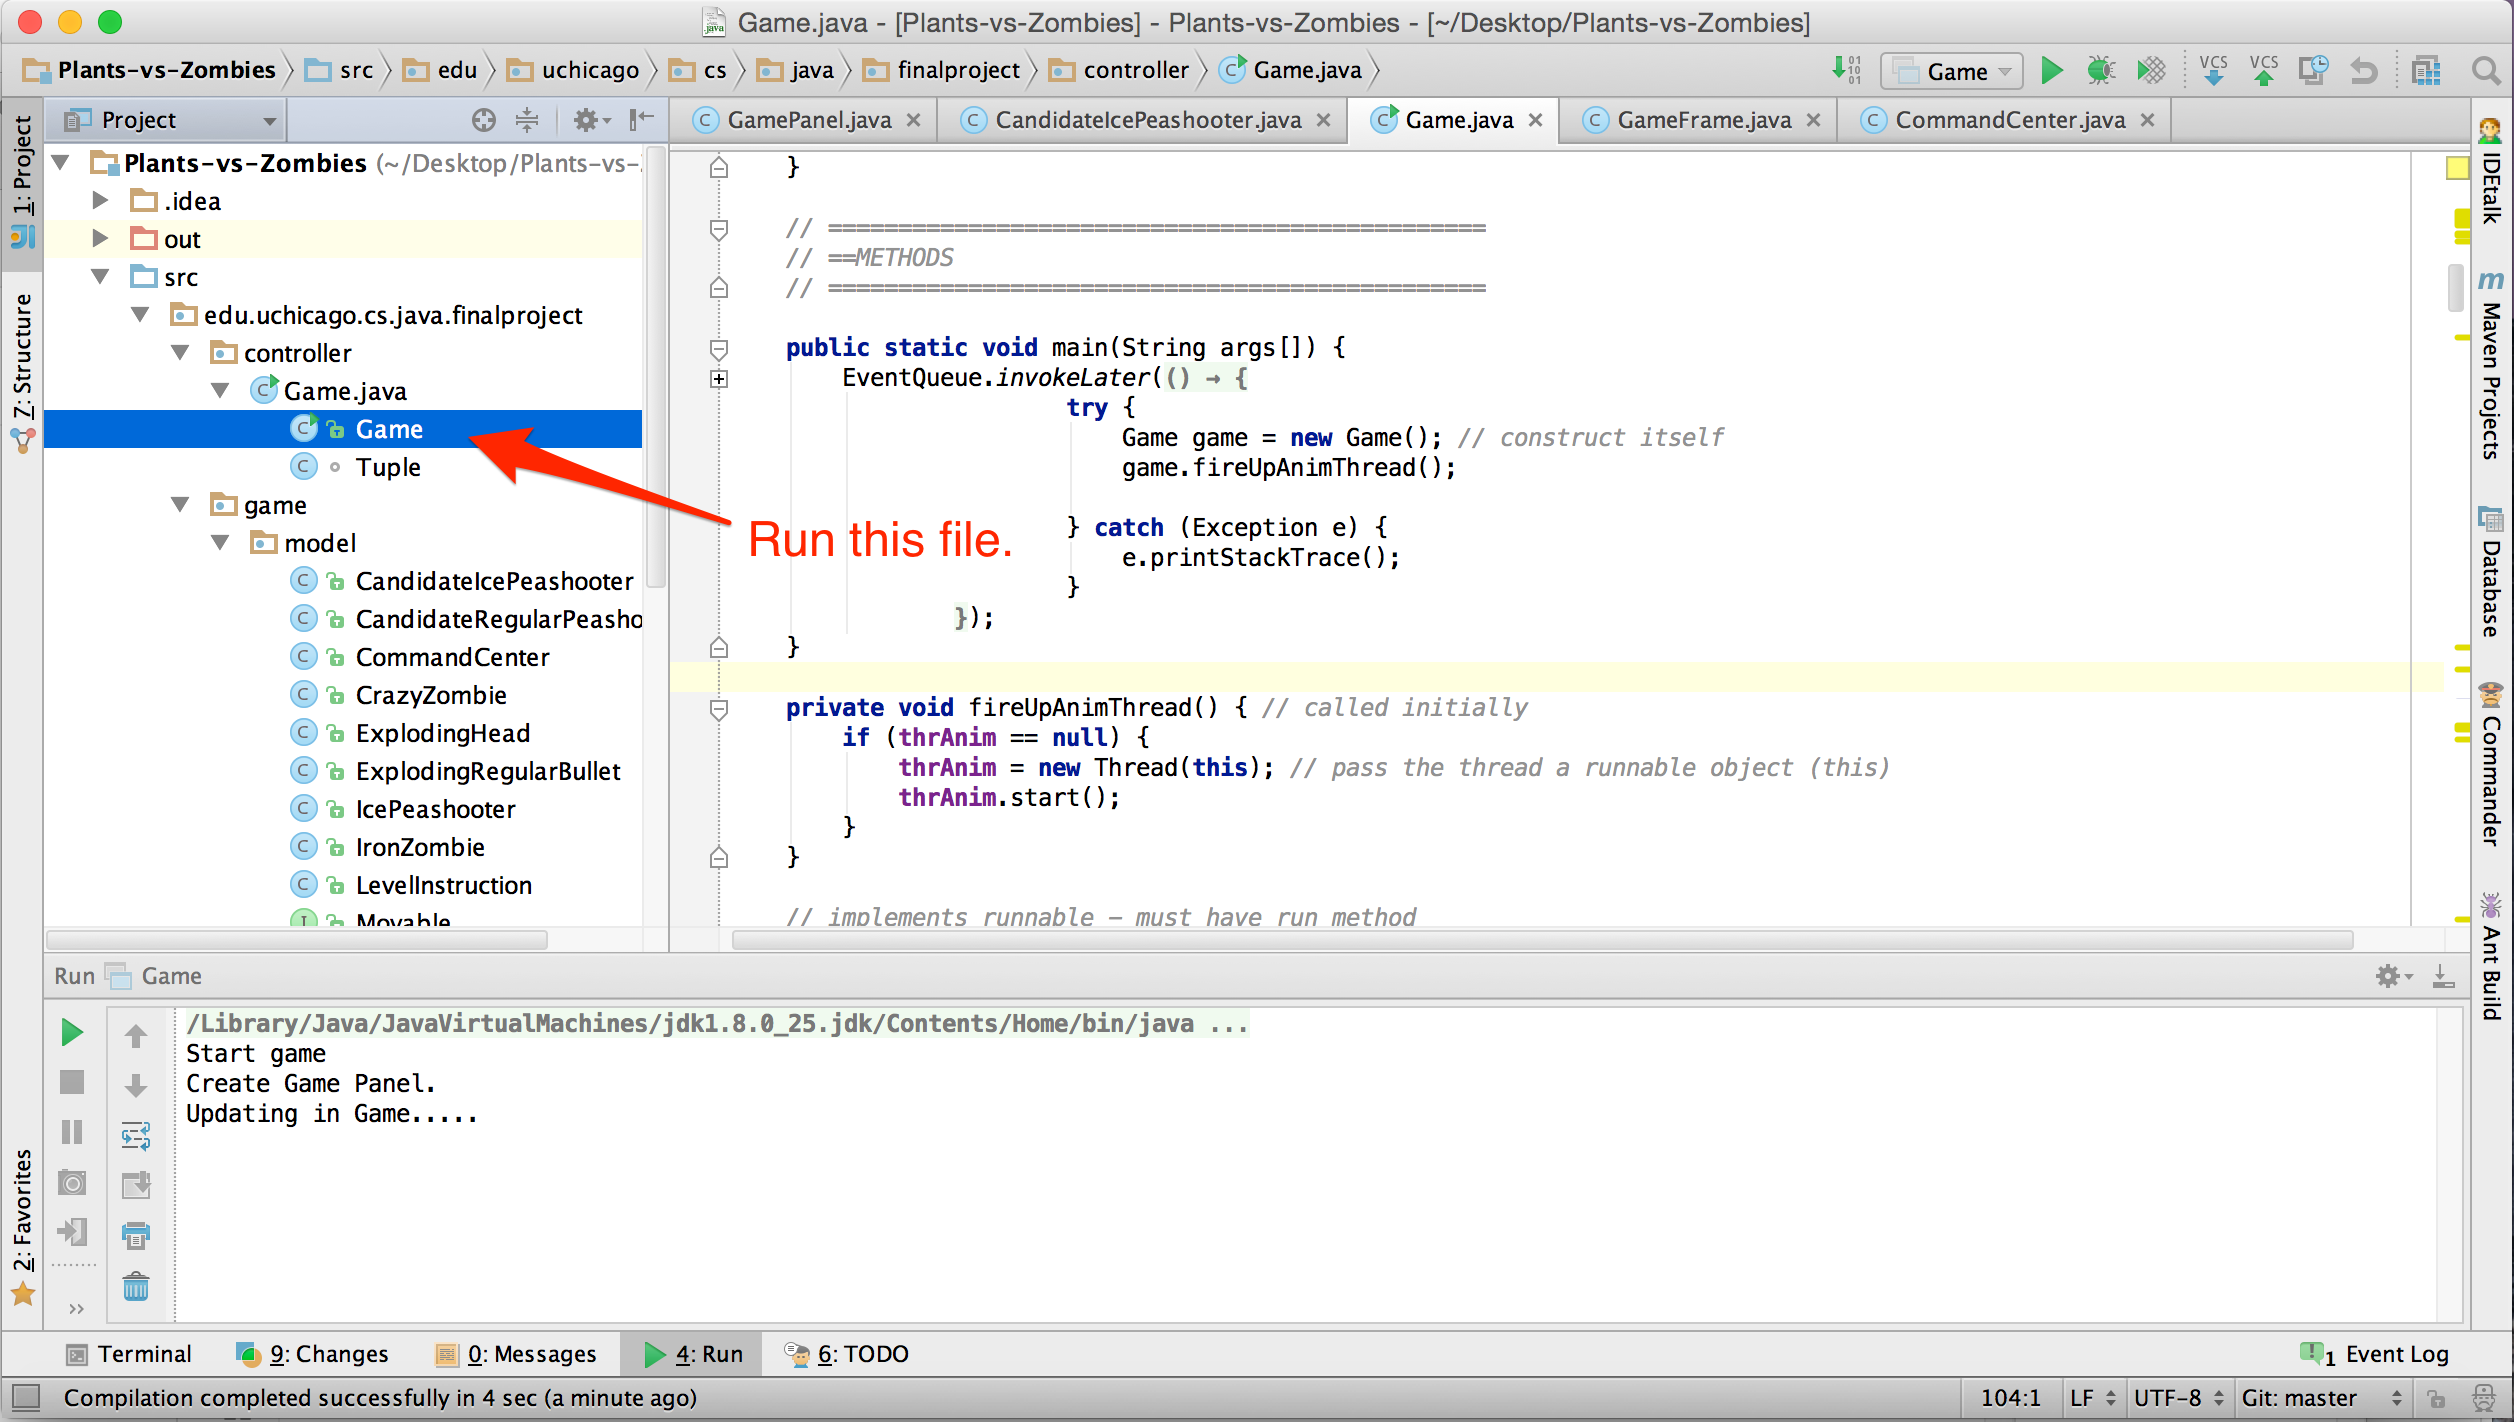 Game.java - [Plants-vs-Zombies] - Plants-vs-Zombies - [~/Desktop/Plants-vs-Zombies]
Plants-vs-Zombies src edu uchicago cs java finalproject controller Game.java
Game
VCS VCS
Project
GamePanel.java CandidateIcePeashooter.java Game.java GameFrame.java CommandCenter.java
1: Project
Z: Structure
2: Favorites
Plants-vs-Zombies (~/Desktop/Plants-vs-
.idea
out
src
edu.uchicago.cs.java.finalproject
controller
Game.java
Game
Tuple
game
model
CandidateIcePeashooter
CandidateRegularPeasho
CommandCenter
CrazyZombie
ExplodingHead
ExplodingRegularBullet
IcePeashooter
IronZombie
LevelInstruction
Movable
}
// ===============================================
// ==METHODS
// ===============================================
public static void main(String args[]) {
EventQueue.invokeLater(() → {
try {
Game game = new Game(); // construct itself
game.fireUpAnimThread();
} catch (Exception e) {
e.printStackTrace();
}
});
}
private void fireUpAnimThread() { // called initially
if (thrAnim == null) {
thrAnim = new Thread(this); // pass the thread a runnable object (this)
thrAnim.start();
}
}
// implements runnable - must have run method
Run this file.
IDEtalk
Maven Projects
Database
Commander
Ant Build
Run Game
/Library/Java/JavaVirtualMachines/jdk1.8.0_25.jdk/Contents/Home/bin/java ...
Start game
Create Game Panel.
Updating in Game.....
Terminal 9: Changes 0: Messages 4: Run 6: TODO 1 Event Log
Compilation completed successfully in 4 sec (a minute ago) 104:1 LF UTF-8 Git: master